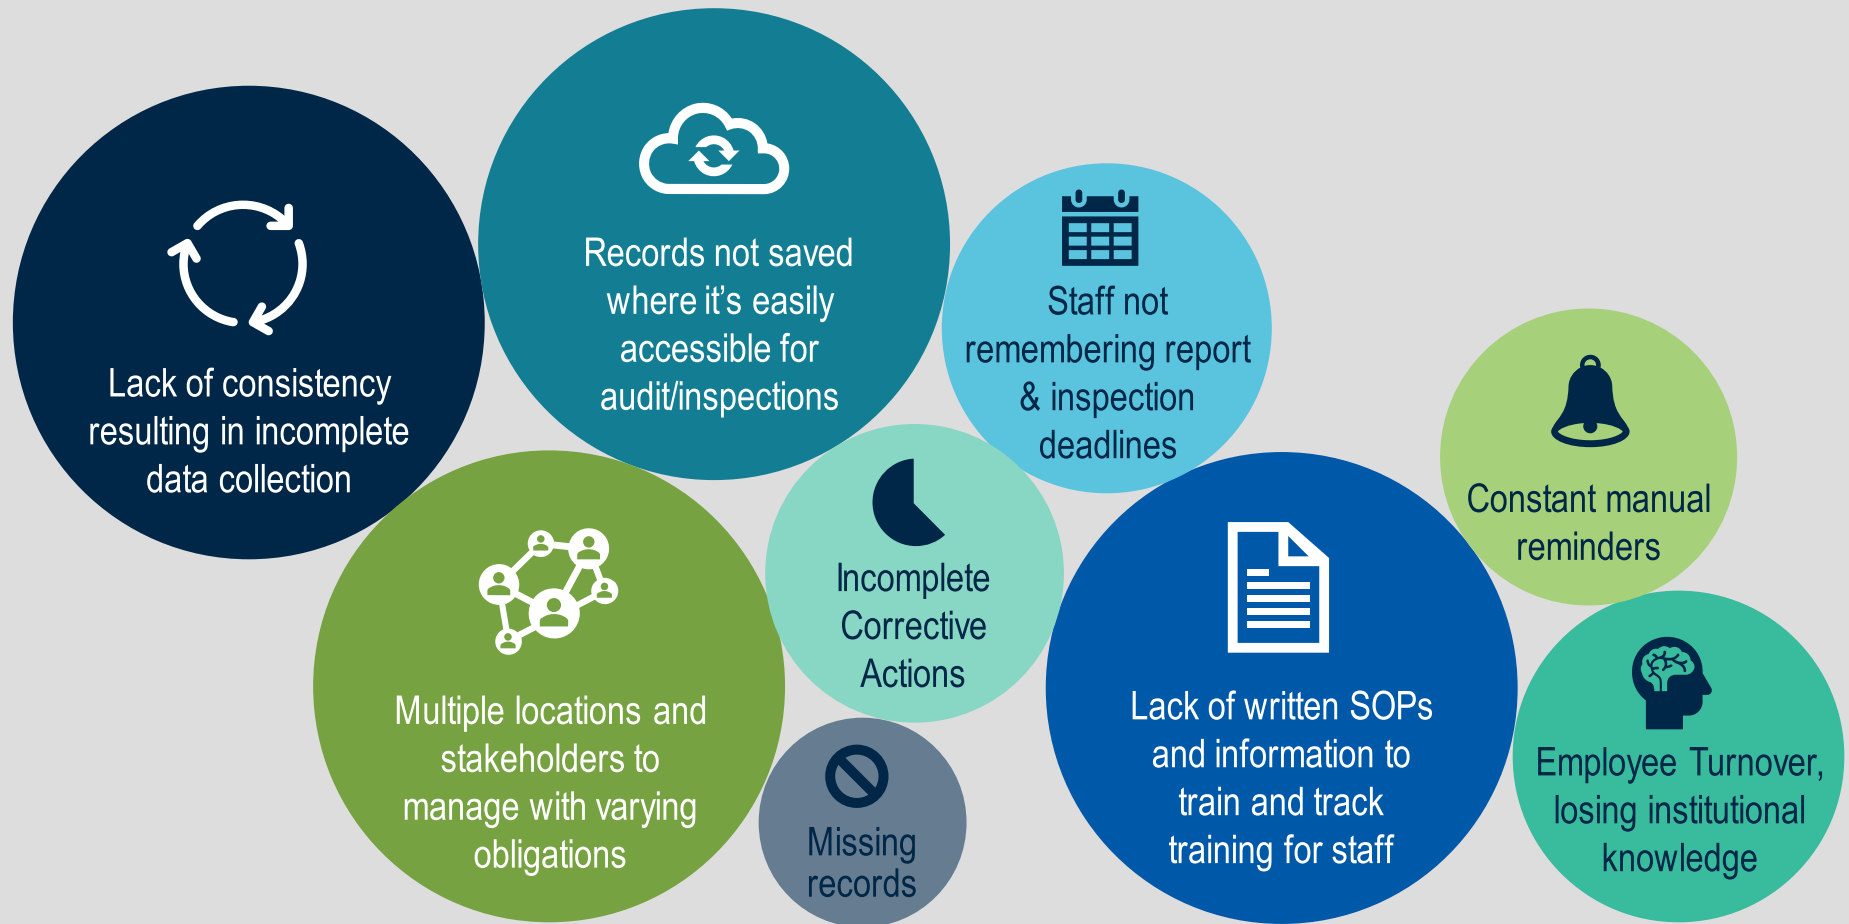 Lack of consistency
resulting in incomplete
data collection
Records not saved
where it’s easily
accessible for
audit/inspections
Staff not
remembering report
& inspection
deadlines
Constant manual
reminders
Multiple locations and
stakeholders to
manage with varying
obligations
Incomplete
Corrective
Actions
Missing
records
Lack of written SOPs
and information to
train and track
training for staff
Employee Turnover,
losing institutional
knowledge